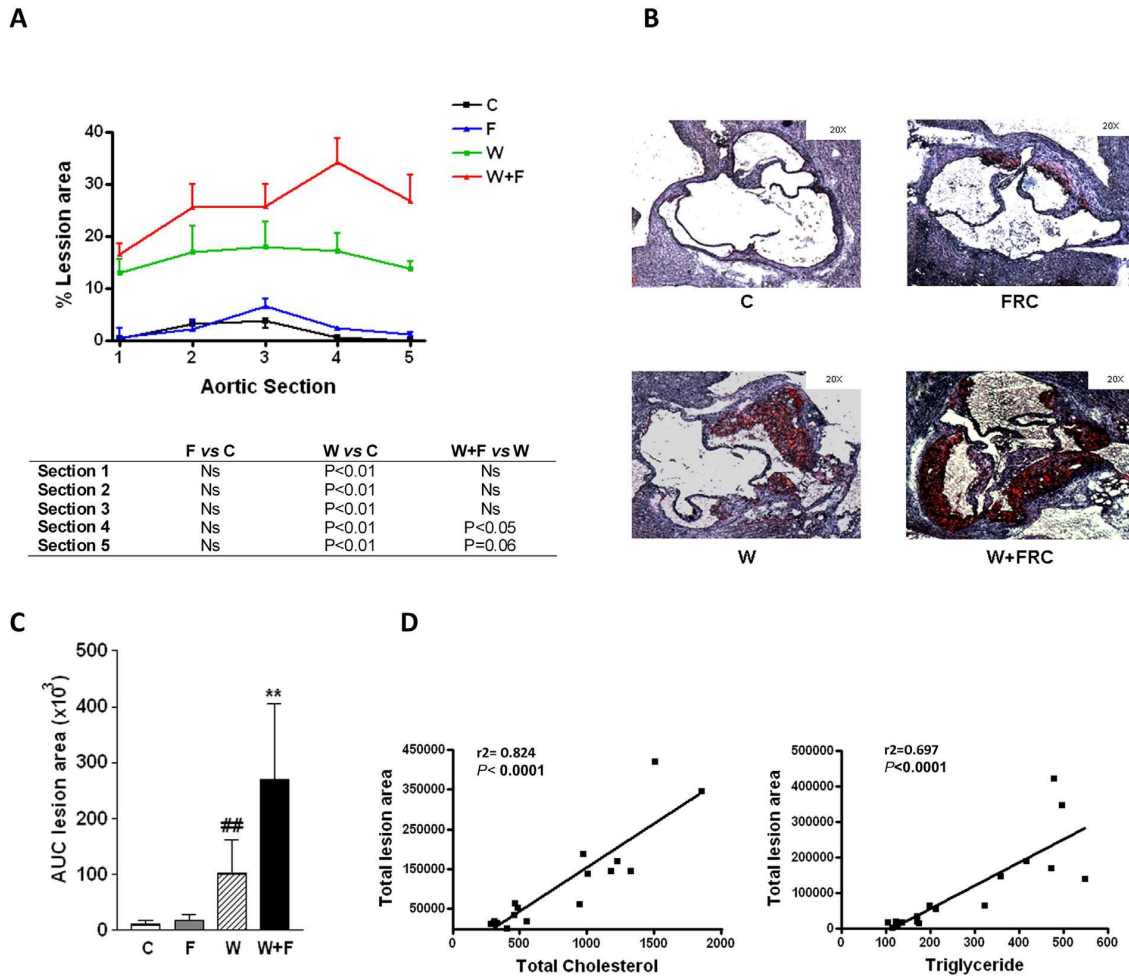 A
C
F
W
W+F
40
30
20
10
0
% Lession area
1 2 3 4 5
Aortic Section
F vs C W vs C W+F vs W
Section 1 Ns P<0.01 Ns
Section 2 Ns P<0.01 Ns
Section 3 Ns P<0.01 Ns
Section 4 Ns P<0.01 P<0.05
Section 5 Ns P<0.01 P=0.06
B
20X
C
20X
FRC
20X
W
20X
W+FRC
C
500
400
300
200
100
0
AUC lesion area (x10³)
##
**
C F W W+F
D
r2= 0.824
P< 0.0001
450000
350000
250000
150000
50000
Total lesion area
0 500 1000 1500 2000
Total Cholesterol
r2=0.697
P<0.0001
500000
400000
300000
200000
100000
0
Total lesion area
0 100 200 300 400 500 600
Triglyceride